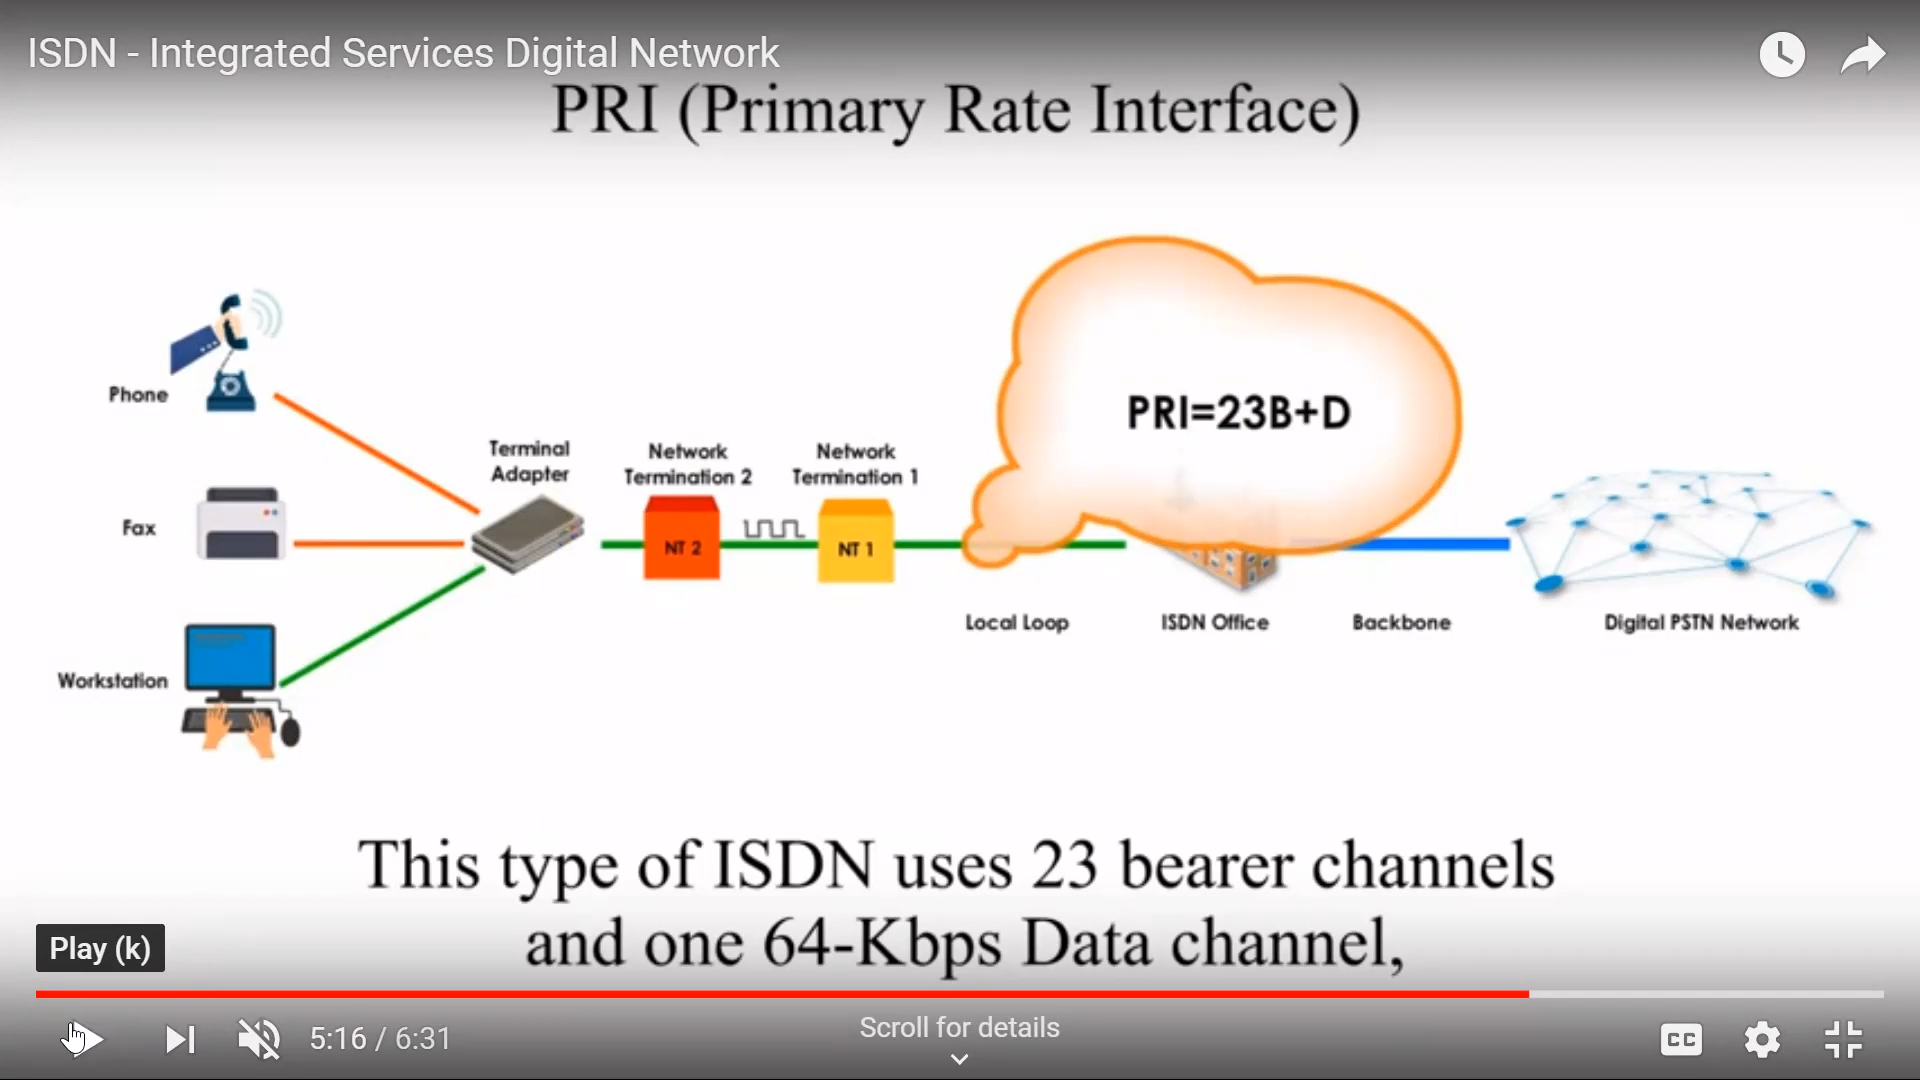 ISDN - Integrated Services Digital Network
PRI (Primary Rate Interface)
PRI=23B+D
Phone
Terminal
Adapter
Network
Termination 2
Network
Termination 1
Fax
NT 2
NT 1
Local Loop
ISDN Office
Backbone
Digital PSTN Network
Workstation
This type of ISDN uses 23 bearer channels
and one 64-Kbps Data channel,
Play (k)
5:16 / 6:31
Scroll for details
CC